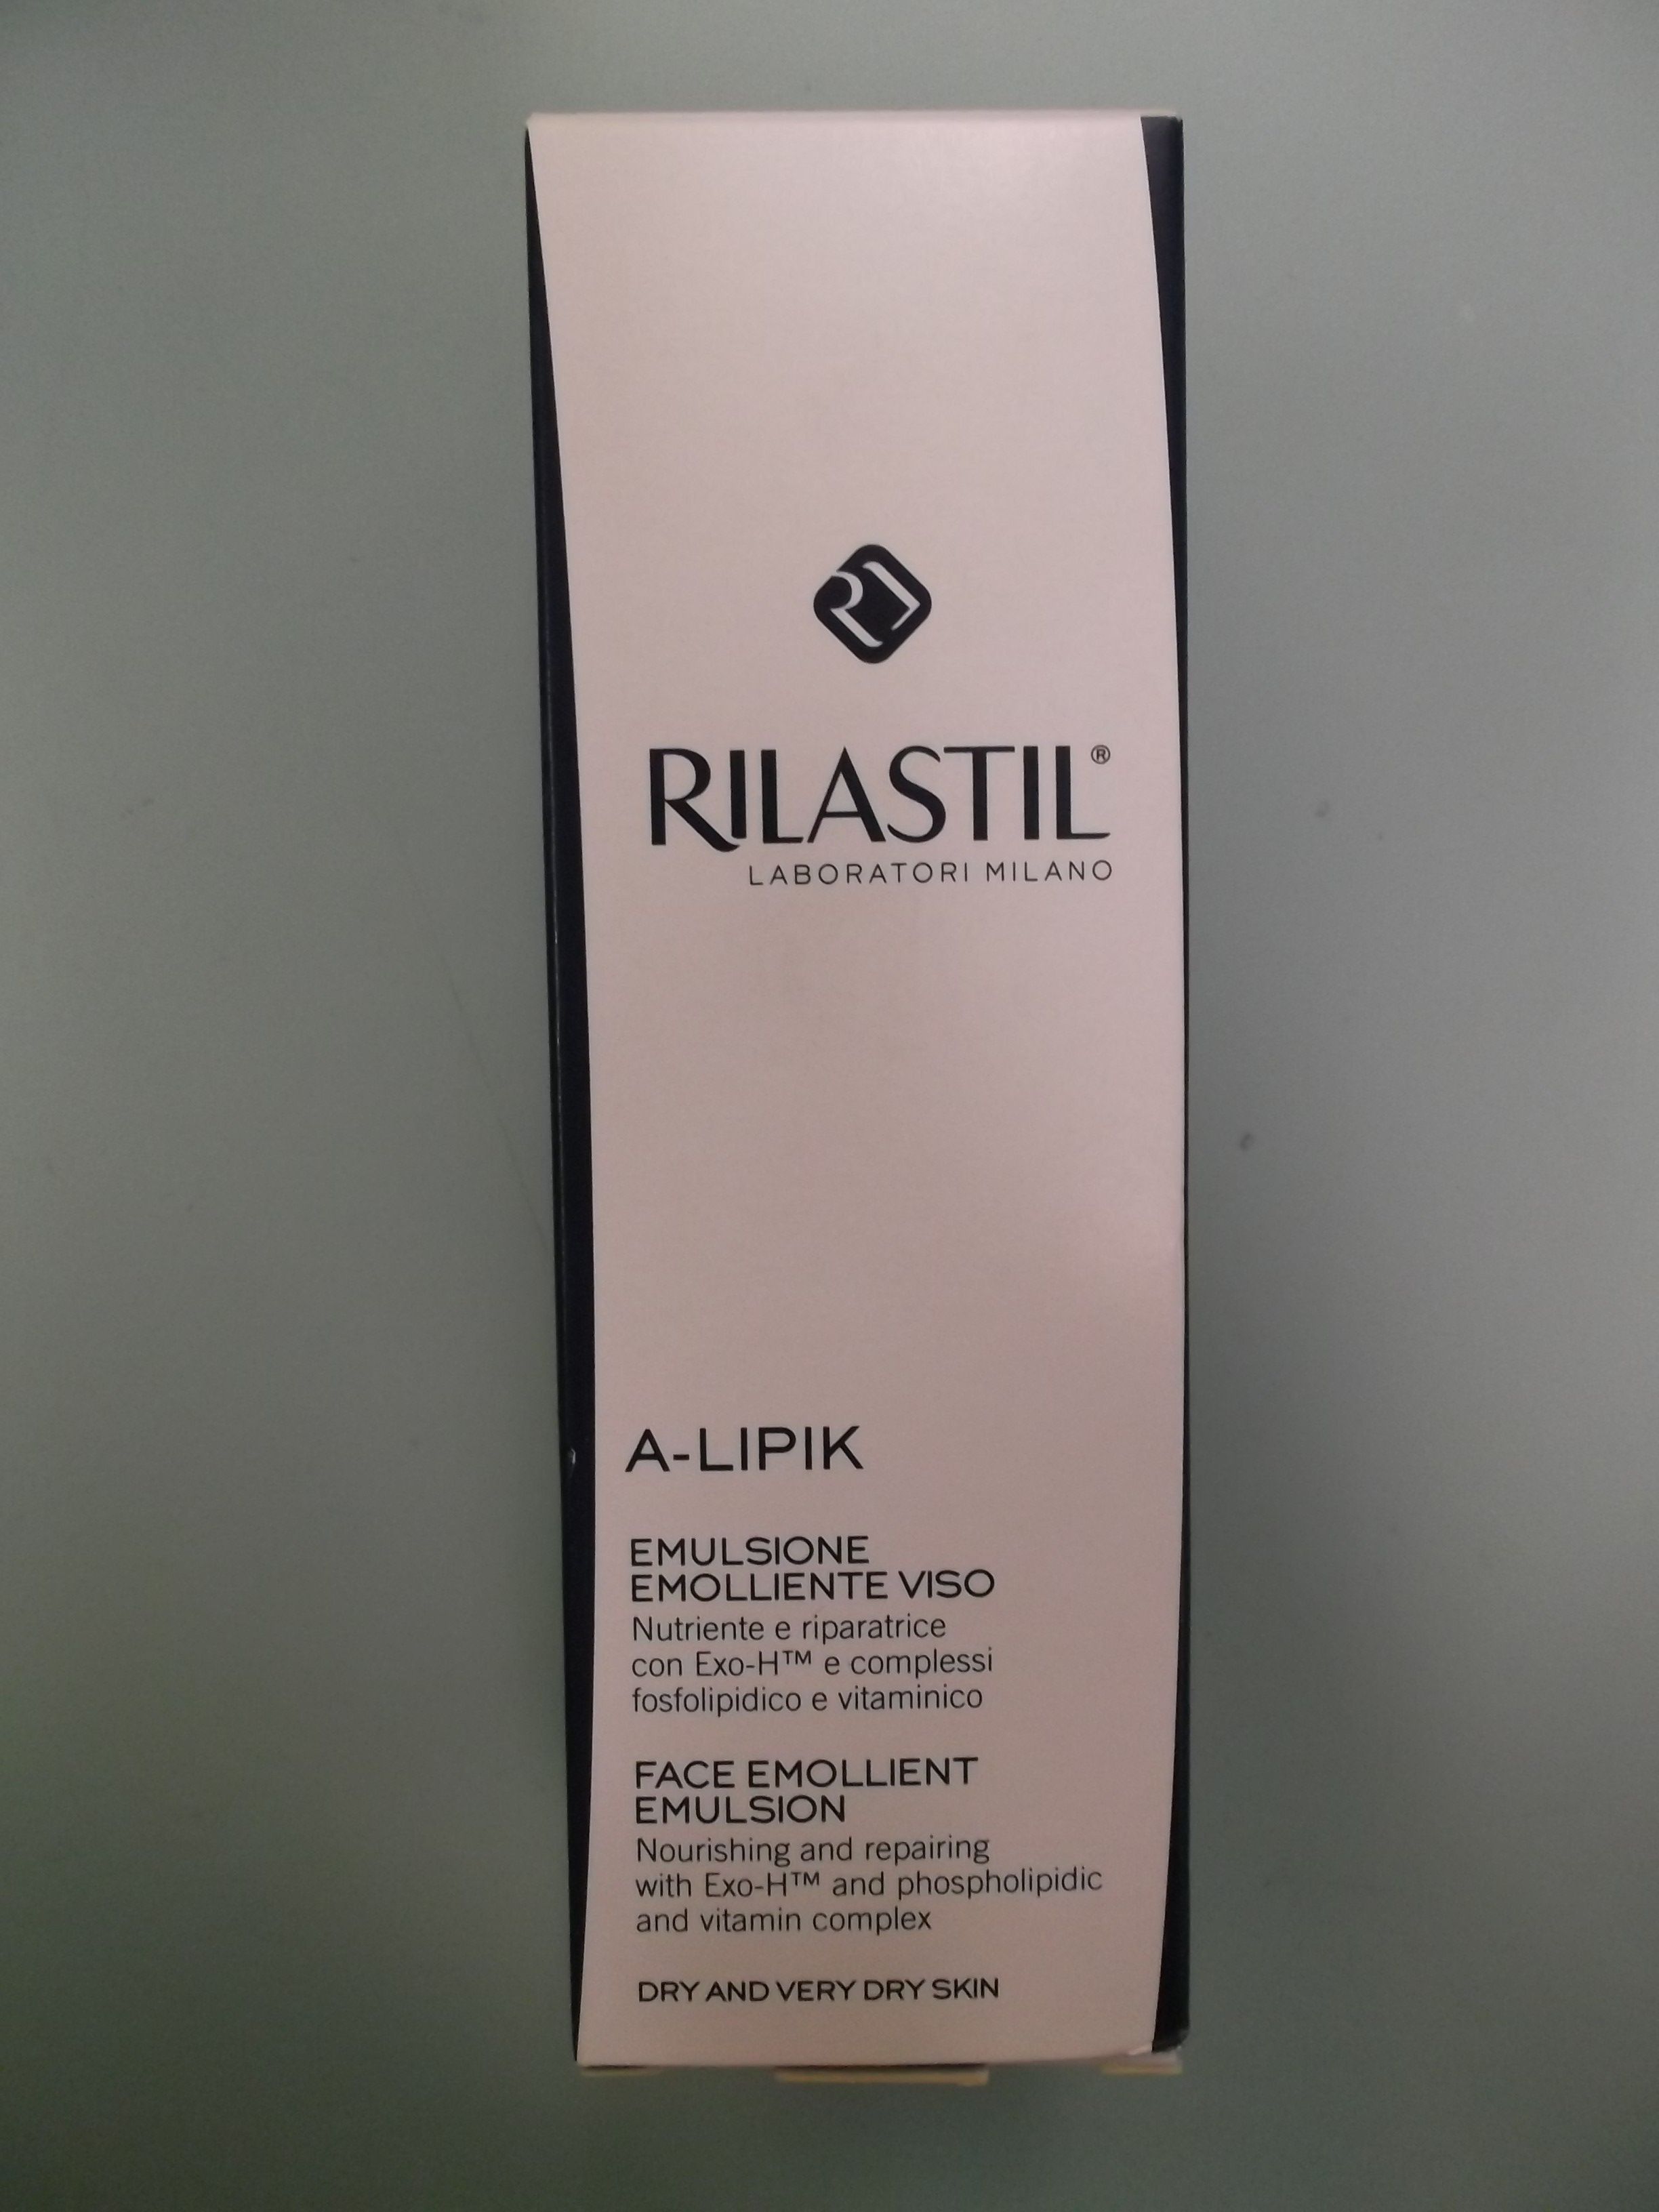 RILASTIL®
LABORATORI MILANO
A-LIPIK
EMULSIONE
EMOLLIENTE VISO
Nutriente e riparatrice
con Exo-H™ e complessi
fosfolipidico e vitaminico
FACE EMOLLIENT
EMULSION
Nourishing and repairing
with Exo-H™ and phospholipidic
and vitamin complex
DRY AND VERY DRY SKIN